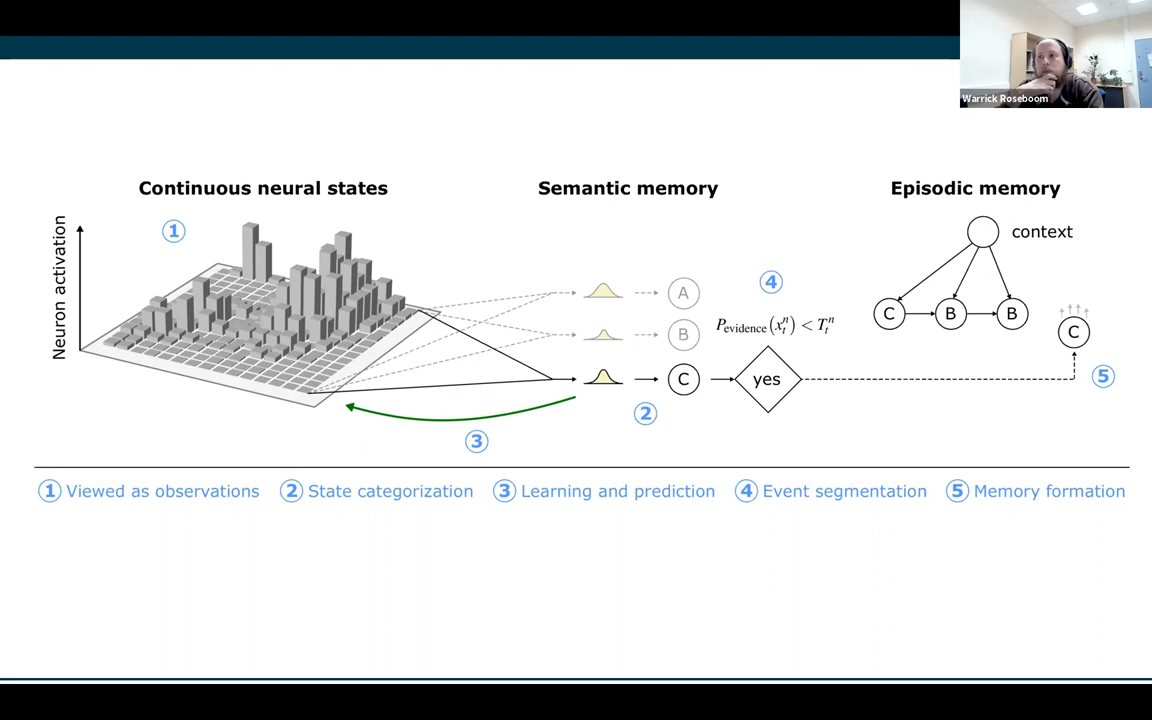 Warrick Roseboom
Continuous neural states
Semantic memory
Episodic memory
Neuron activation
1
A
B
C
P_evidence(x_t^n) < T_t^n
4
yes
2
3
context
C
B
B
C
5
1 Viewed as observations
2 State categorization
3 Learning and prediction
4 Event segmentation
5 Memory formation